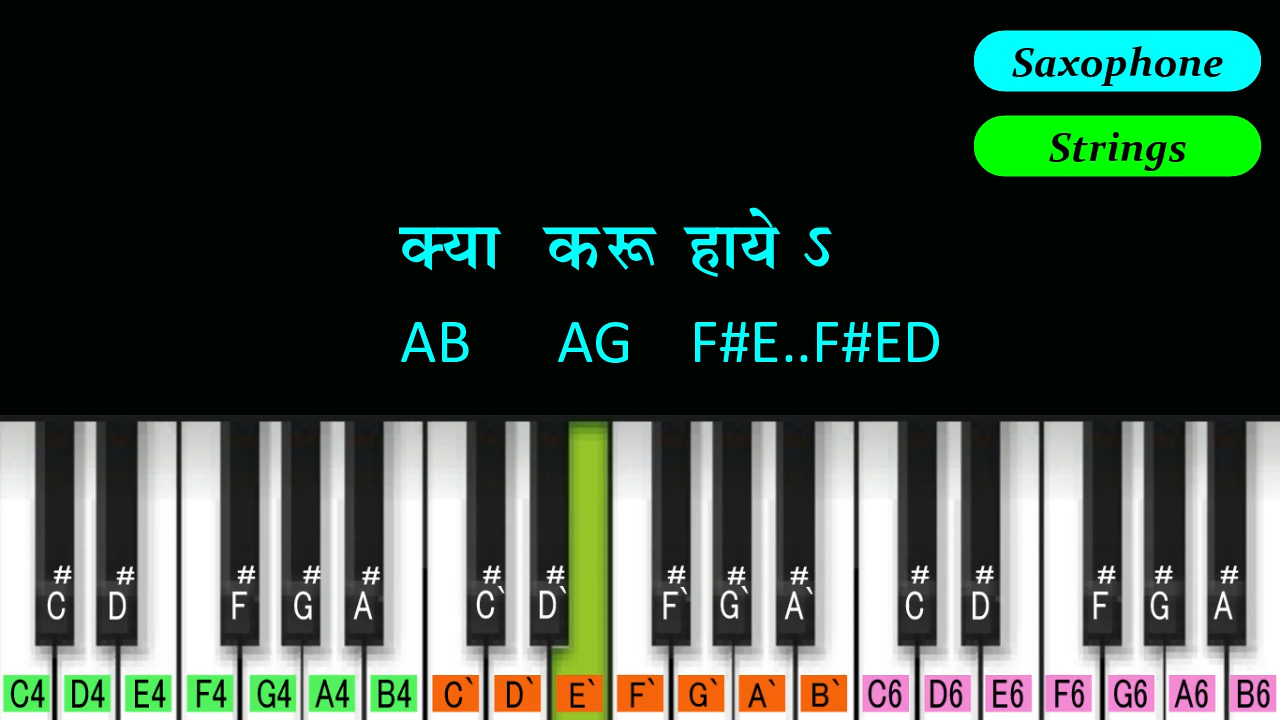 Saxophone
Strings
क्या करू हाये ऽ
AB AG F#E..F#ED
# # # # # # # # # # # # # # #
C D F G A C` D` F` G` A` C D F G A
C4 D4 E4 F4 G4 A4 B4 C` D` E` F` G` A` B` C6 D6 E6 F6 G6 A6 B6